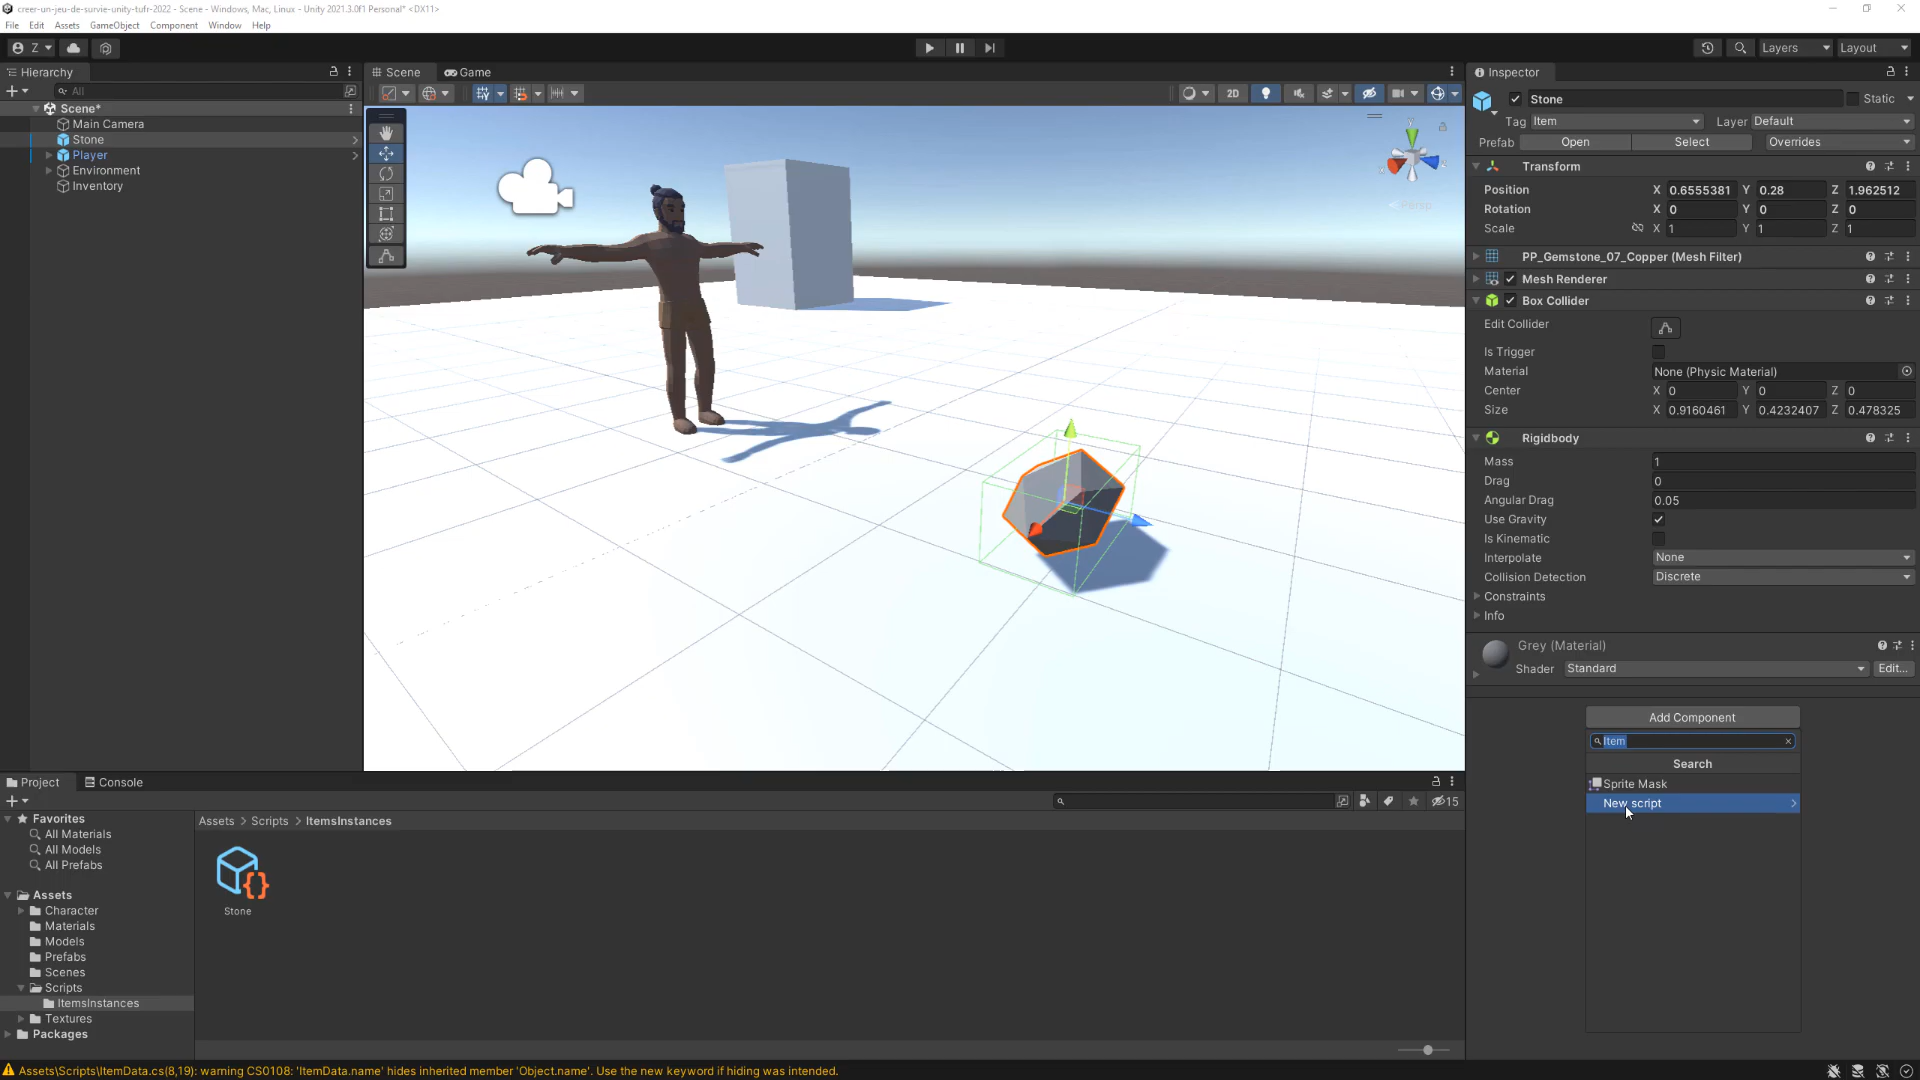 creer-un-jeu-de-survie-unity-tufr-2022 - Scene - Windows, Mac, Linux - Unity 2021.3.0f1 Personal* <DX11>
File Edit Assets GameObject Component Window Help
Z Layers Layout
Hierarchy
All
Scene*
Main Camera
Stone
Player
Environment
Inventory
Scene Game
2D
y
x
z
Persp
Inspector
Stone Static
Tag Item Layer Default
Prefab Open Select Overrides
Transform
Position X 0.6555381 Y 0.28 Z 1.962512
Rotation X 0 Y 0 Z 0
Scale X 1 Y 1 Z 1
PP_Gemstone_07_Copper (Mesh Filter)
Mesh Renderer
Box Collider
Edit Collider
Is Trigger
Material None (Physic Material)
Center X 0 Y 0 Z 0
Size X 0.9160461 Y 0.4232407 Z 0.478325
Rigidbody
Mass 1
Drag 0
Angular Drag 0.05
Use Gravity
Is Kinematic
Interpolate None
Collision Detection Discrete
Constraints
Info
Grey (Material)
Shader Standard Edit...
Add Component
Item
Search
Sprite Mask
New script
Project Console
15
Favorites
All Materials
All Models
All Prefabs
Assets
Character
Materials
Models
Prefabs
Scenes
Scripts
ItemsInstances
Textures
Packages
Assets > Scripts > ItemsInstances
Stone
Assets\Scripts\ItemData.cs(8,19): warning CS0108: 'ItemData.name' hides inherited member 'Object.name'. Use the new keyword if hiding was intended.